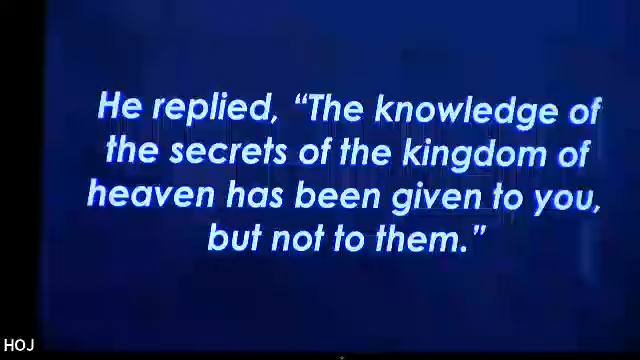 He replied, “The knowledge of
the secrets of the kingdom of
heaven has been given to you,
but not to them.”
HOJ